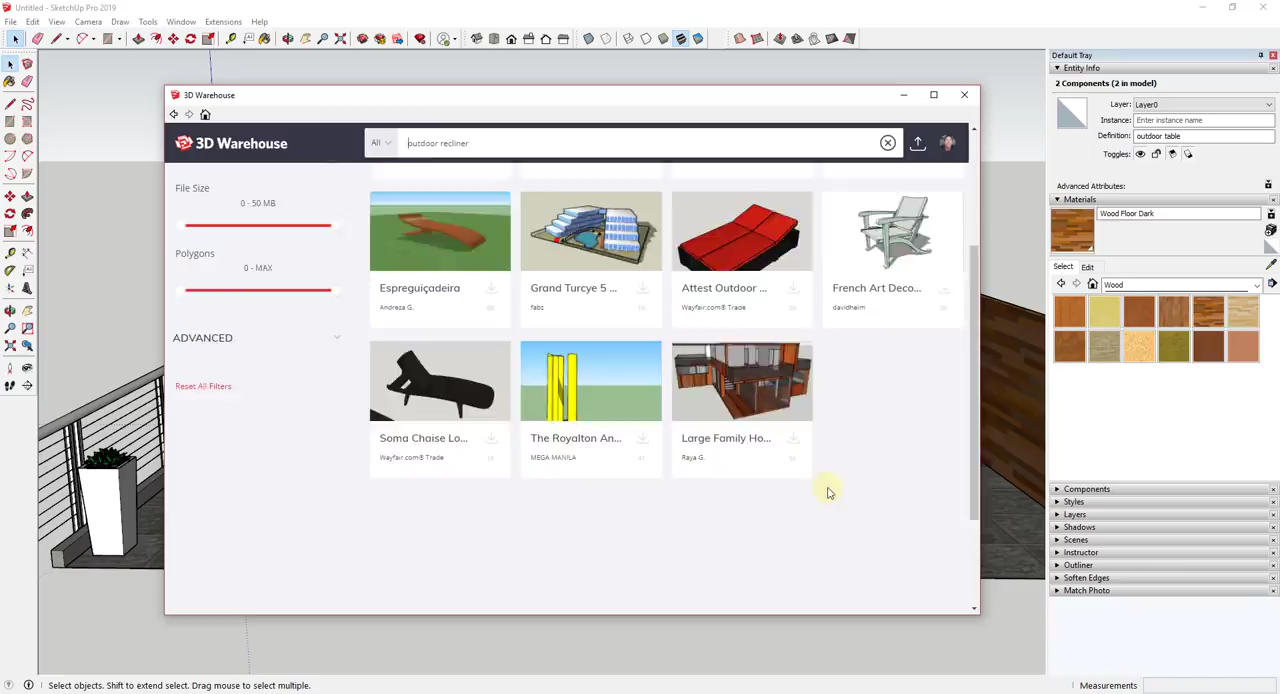 Untitled - SketchUp Pro 2019
File Edit View Camera Draw Tools Window Extensions Help
Default Tray
Entity Info
2 Components (2 in model)
Layer: Layer0
Instance: Enter instance name
Definition: outdoor table
Toggles:
Advanced Attributes:
Materials
Wood Floor Dark
Select Edit
Wood
Components
Styles
Layers
Shadows
Scenes
Instructor
Outliner
Soften Edges
Match Photo
3D Warehouse
3D Warehouse
All outdoor recliner
File Size
0 - 50 MB
Polygons
0 - MAX
ADVANCED
Reset All Filters
Espreguiçadeira
Andreza G.
Grand Turcye 5 ...
fabs
Attest Outdoor ...
Wayfair.com® Trade
French Art Deco...
davidheim
Soma Chaise Lo...
Wayfair.com® Trade
The Royalton An...
MEGA MANILA
Large Family Ho...
Raya G.
Select objects. Shift to extend select. Drag mouse to select multiple.
Measurements